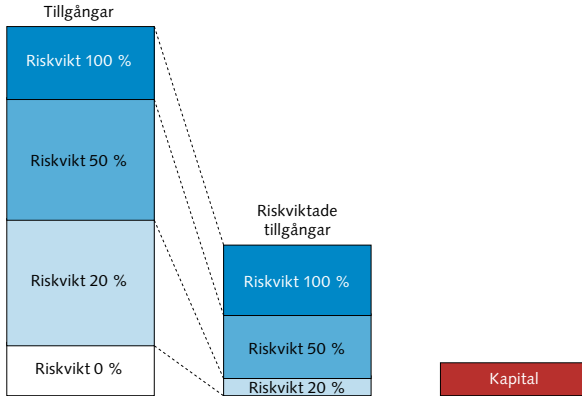 Tillgångar
Riskvikt 100 %
Riskvikt 50 %
Riskvikt 20 %
Riskvikt 0 %
Riskviktade
tillgångar
Riskvikt 100 %
Riskvikt 50 %
Riskvikt 20 %
Kapital